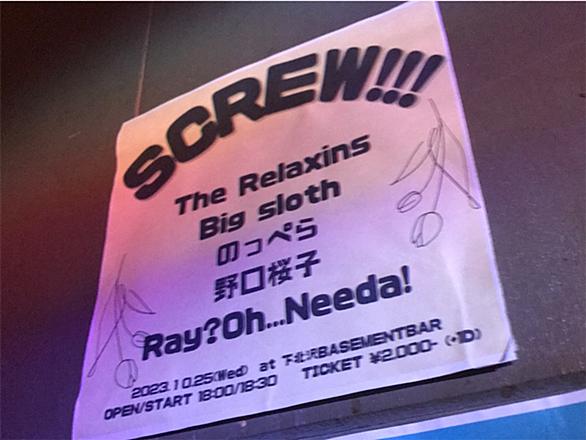 SCREW!!!
The Relaxins
Big sloth
のっぺら
野口桜子
Ray?Oh...Needa!
2023.10.25(Wed) at 下北沢BASEMENTBAR
OPEN/START 18:00/18:30 TICKET ¥2.000- (+1D)